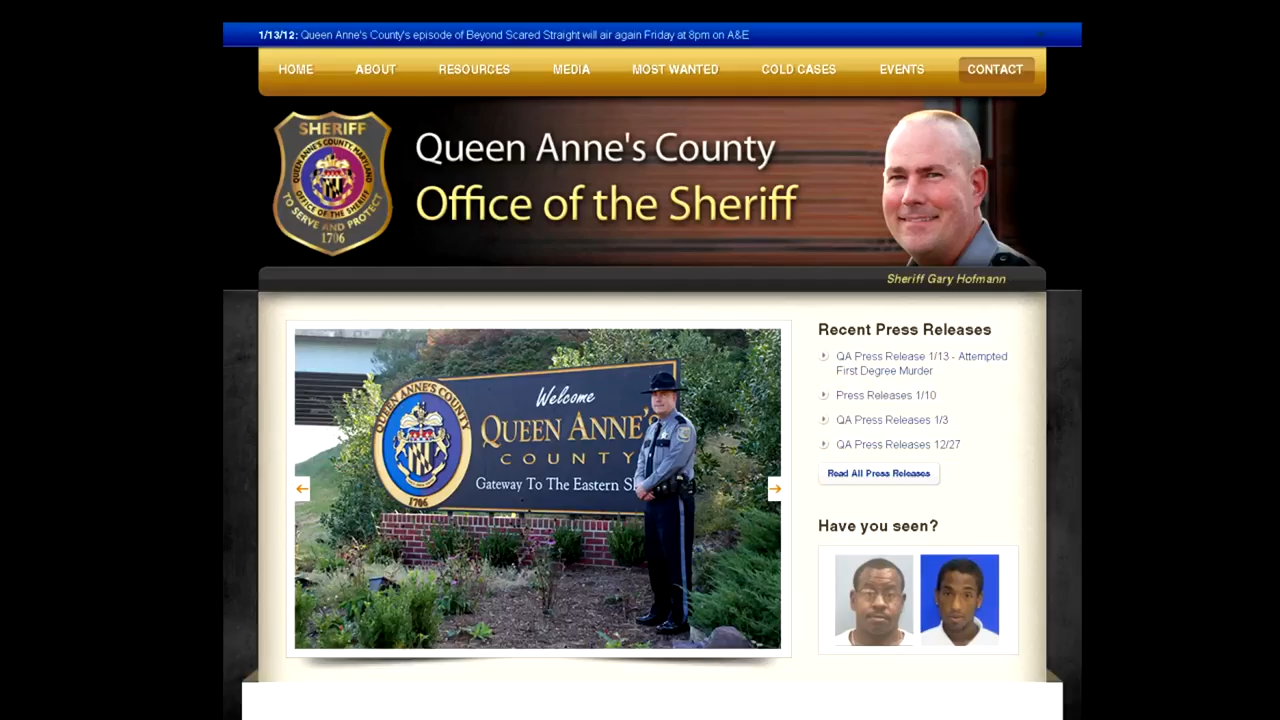 1/13/12: Queen Anne's County's episode of Beyond Scared Straight will air again Friday at 8pm on A&E
HOME
ABOUT
RESOURCES
MEDIA
MOST WANTED
COLD CASES
EVENTS
CONTACT
SHERIFF
QUEEN ANNE'S COUNTY, MARYLAND
OFFICE OF THE SHERIFF
TO SERVE AND PROTECT
1706
Queen Anne's County
Office of the Sheriff
Sheriff Gary Hofmann
QUEEN ANNE'S COUNTY
1706
Welcome
QUEEN ANNE'S
COUNTY
Gateway To The Eastern
Recent Press Releases
QA Press Release 1/13 - Attempted
First Degree Murder
Press Releases 1/10
QA Press Releases 1/3
QA Press Releases 12/27
Read All Press Releases
Have you seen?